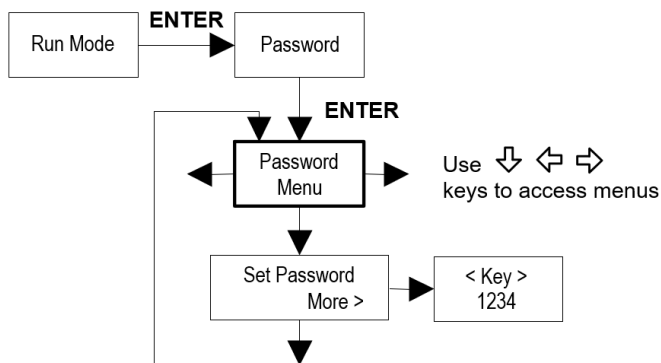 ENTER
Run Mode
Password
ENTER
Password
Menu
Use
keys to access menus
Set Password
More >
< Key >
1234